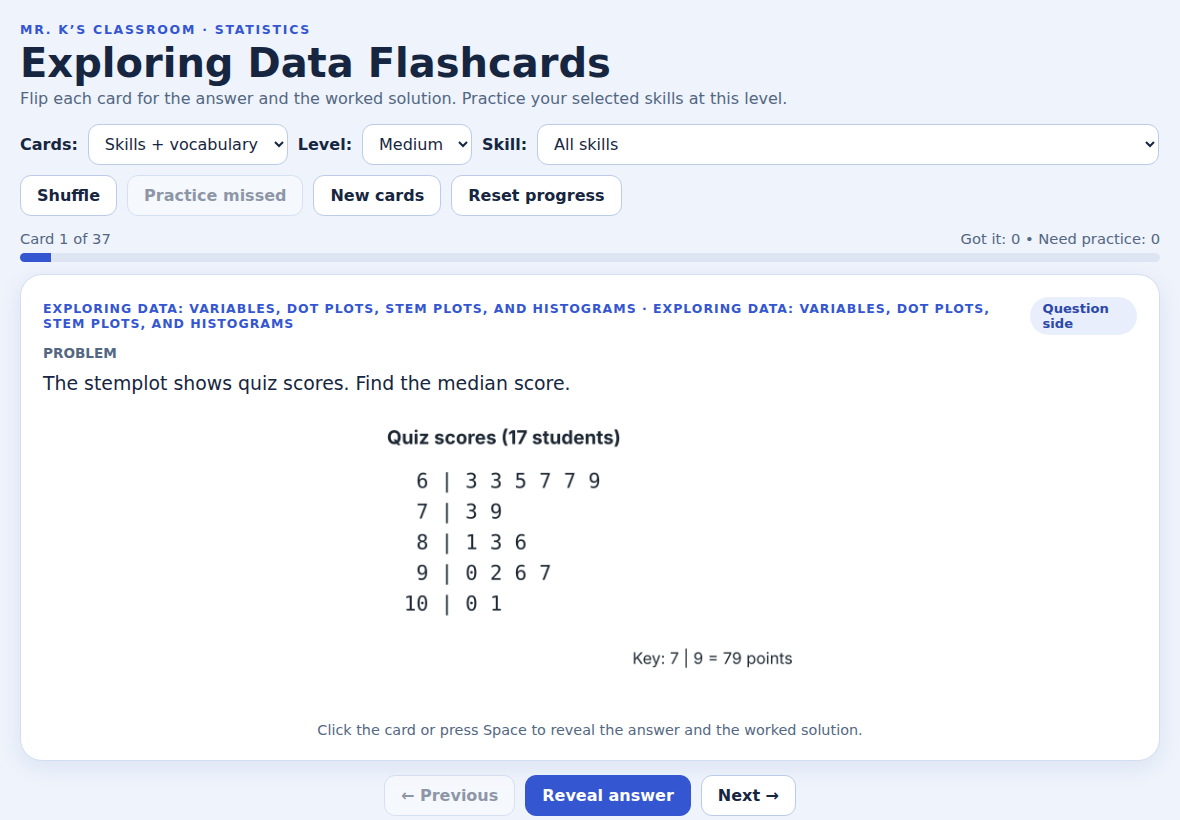 MR. K’S CLASSROOM · STATISTICS
Exploring Data Flashcards
Flip each card for the answer and the worked solution. Practice your selected skills at this level.
Cards: Skills + vocabulary Level: Medium Skill: All skills
Shuffle Practice missed New cards Reset progress
Card 1 of 37 Got it: 0 • Need practice: 0
EXPLORING DATA: VARIABLES, DOT PLOTS, STEM PLOTS, AND HISTOGRAMS · EXPLORING DATA: VARIABLES, DOT PLOTS,
STEM PLOTS, AND HISTOGRAMS
Question
side
PROBLEM
The stemplot shows quiz scores. Find the median score.
Quiz scores (17 students)
6 | 3 3 5 7 7 9
7 | 3 9
8 | 1 3 6
9 | 0 2 6 7
10 | 0 1
Key: 7 | 9 = 79 points
Click the card or press Space to reveal the answer and the worked solution.
← Previous Reveal answer Next →